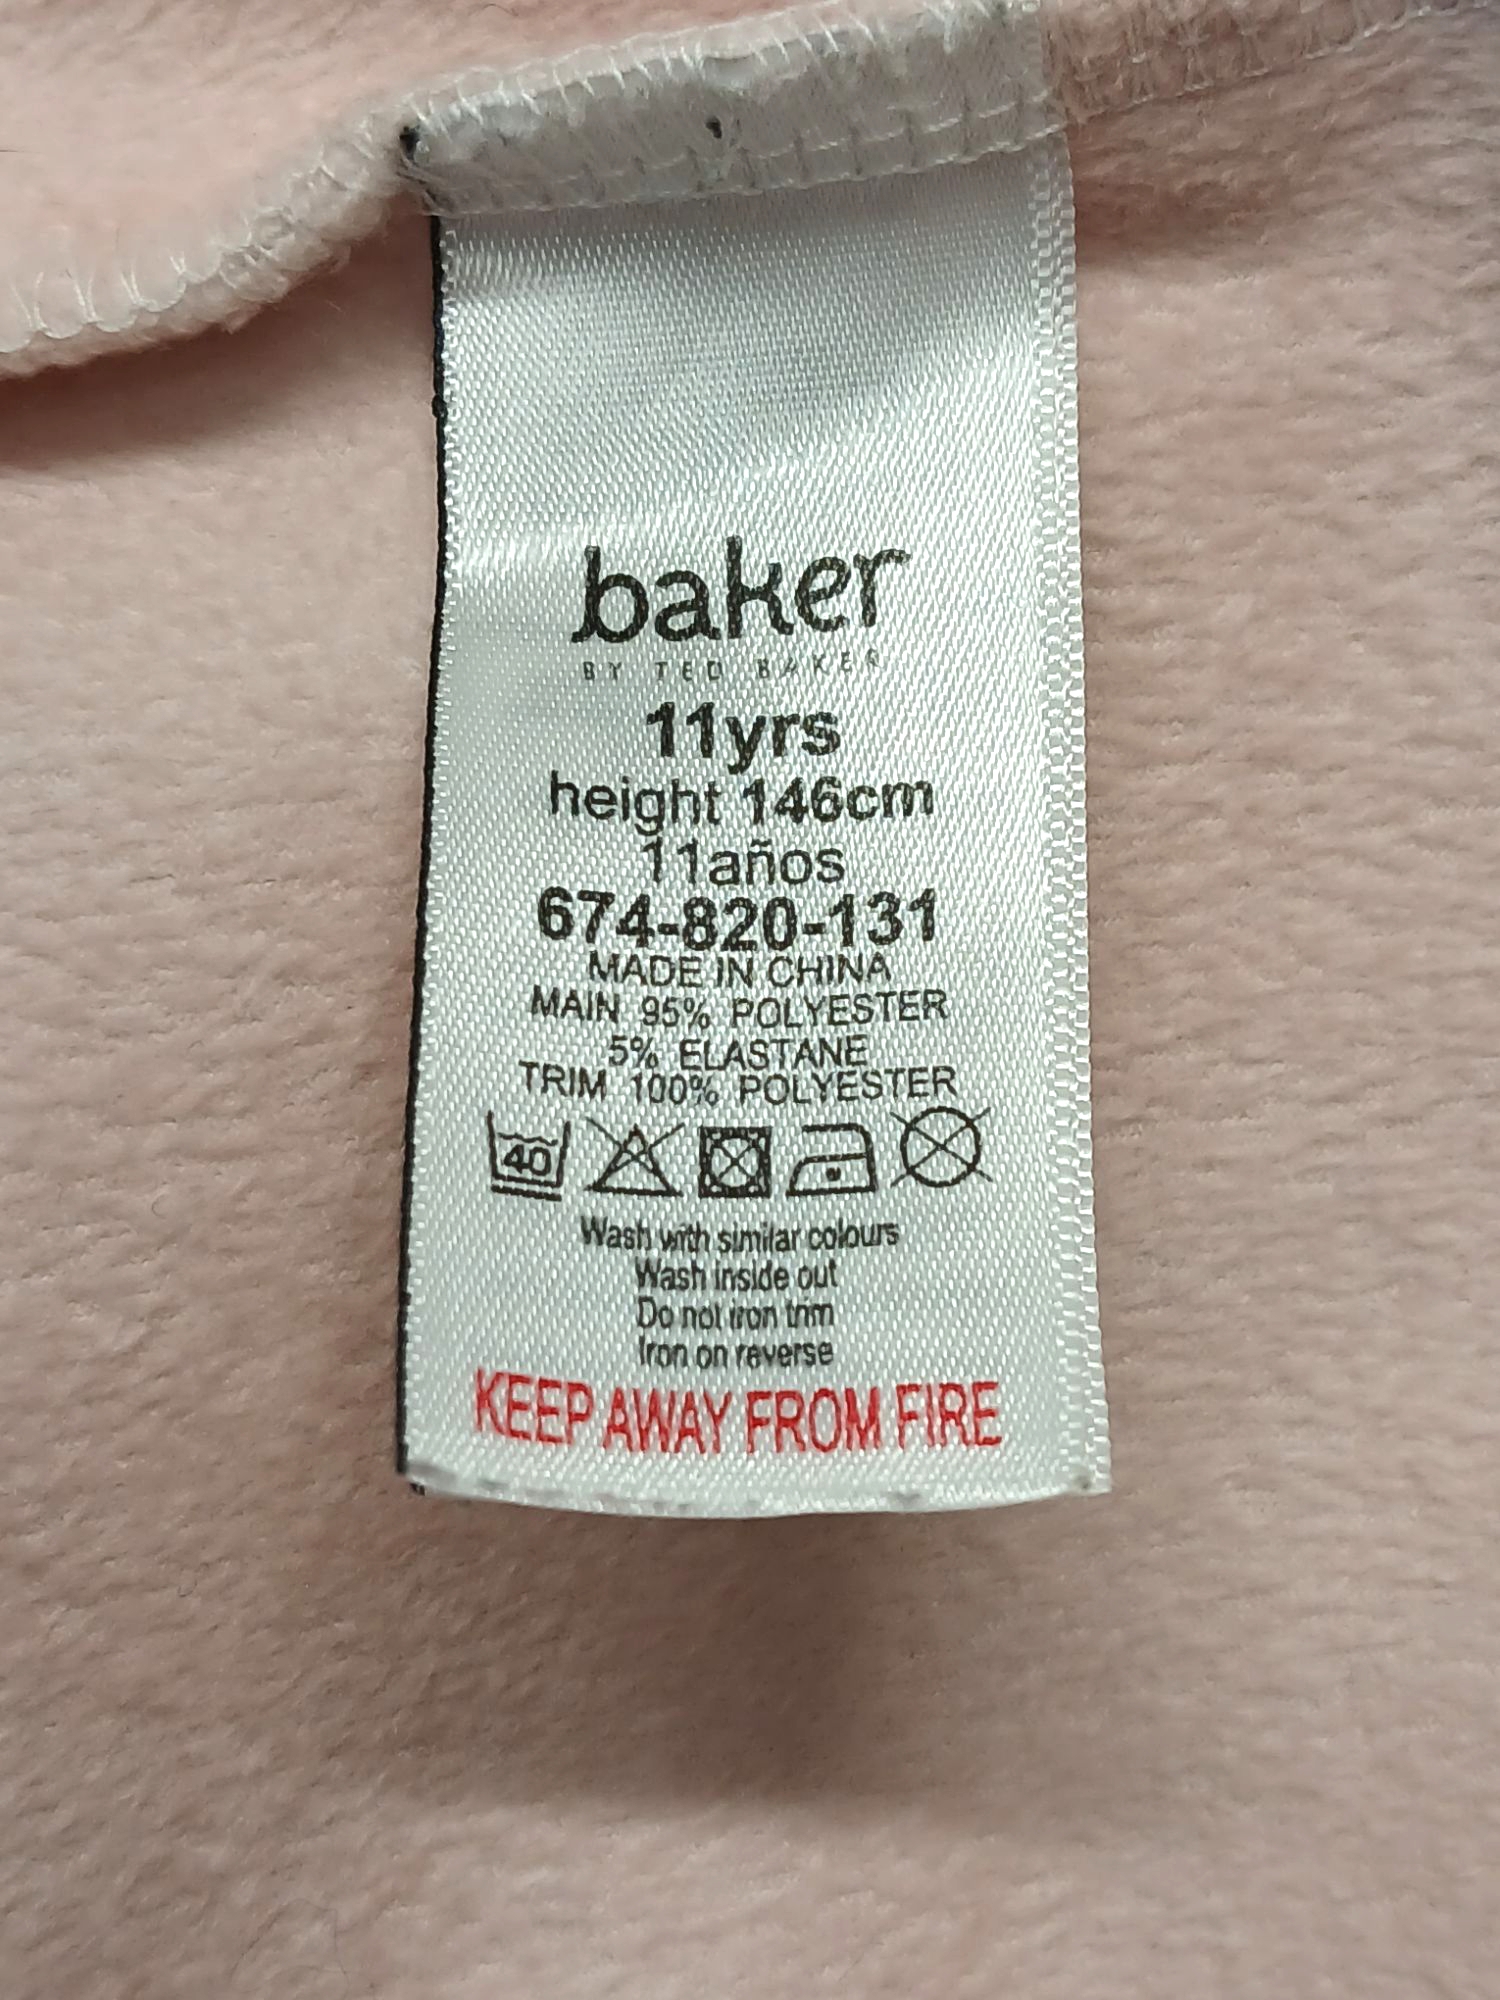 baker
BY TED BAKER
11yrs
height 146cm
11años
674-820-131
MADE IN CHINA
MAIN 95% POLYESTER
5% ELASTANE
TRIM 100% POLYESTER
40
Wash with similar colours
Wash inside out
Do not iron trim
Iron on reverse
KEEP AWAY FROM FIRE